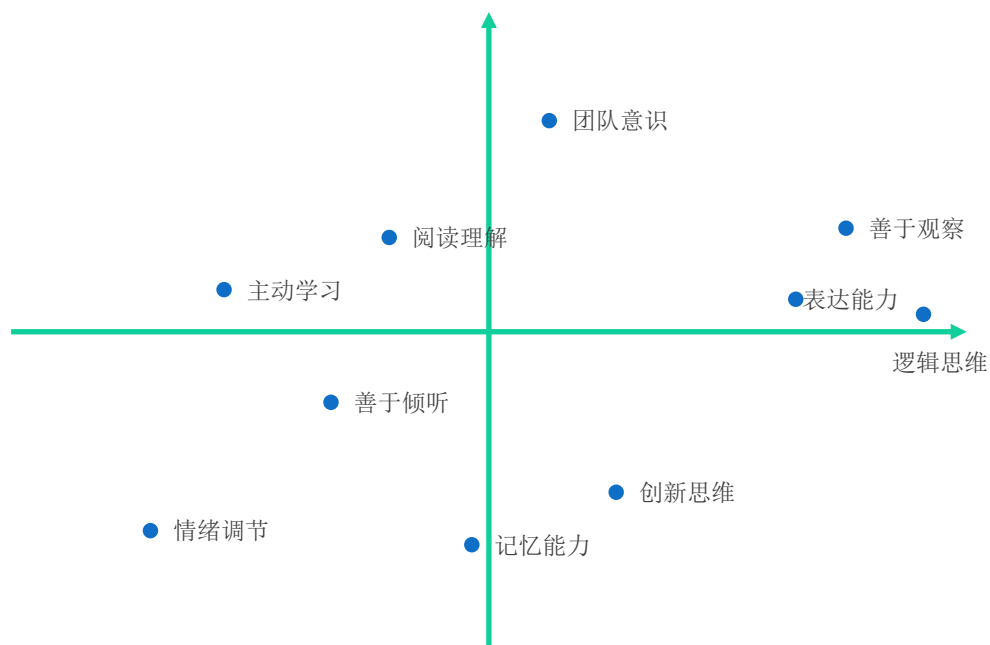 团队意识
善于观察
阅读理解
主动学习
表达能力
逻辑思维
善于倾听
创新思维
情绪调节
记忆能力